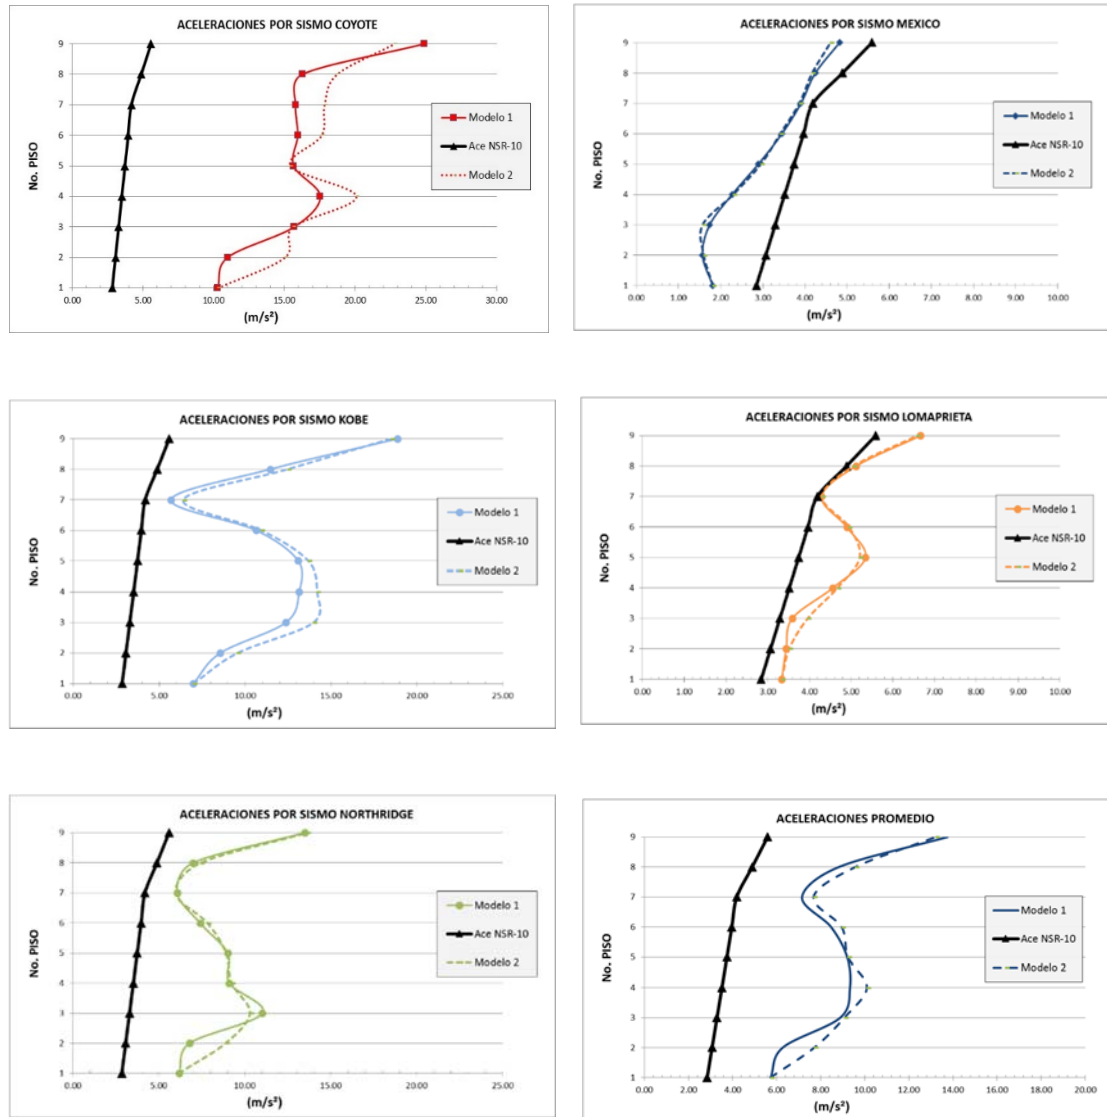 ACELERACIONES POR SISMO COYOTE
No. PISO
9
8
7
6
5
4
3
2
1
0.00 5.00 10.00 15.00 20.00 25.00 30.00
(m/s²)
Modelo 1
Ace NSR-10
Modelo 2
ACELERACIONES POR SISMO MEXICO
No. PISO
9
8
7
6
5
4
3
2
1
0.00 1.00 2.00 3.00 4.00 5.00 6.00 7.00 8.00 9.00 10.00
(m/s²)
Modelo 1
Ace NSR-10
Modelo 2
ACELERACIONES POR SISMO KOBE
No. PISO
9
8
7
6
5
4
3
2
1
0.00 5.00 10.00 15.00 20.00 25.00
(m/s²)
Modelo 1
Ace NSR-10
Modelo 2
ACELERACIONES POR SISMO LOMAPRIETA
No. PISO
9
8
7
6
5
4
3
2
1
0.00 1.00 2.00 3.00 4.00 5.00 6.00 7.00 8.00 9.00 10.00
(m/s²)
Modelo 1
Ace NSR-10
Modelo 2
ACELERACIONES POR SISMO NORTHRIDGE
No. PISO
9
8
7
6
5
4
3
2
1
0.00 5.00 10.00 15.00 20.00 25.00
(m/s²)
Modelo 1
Ace NSR-10
Modelo 2
ACELERACIONES PROMEDIO
No. PISO
9
8
7
6
5
4
3
2
1
0.00 2.00 4.00 6.00 8.00 10.00 12.00 14.00 16.00 18.00 20.00
(m/s²)
Modelo 1
Ace NSR-10
Modelo 2